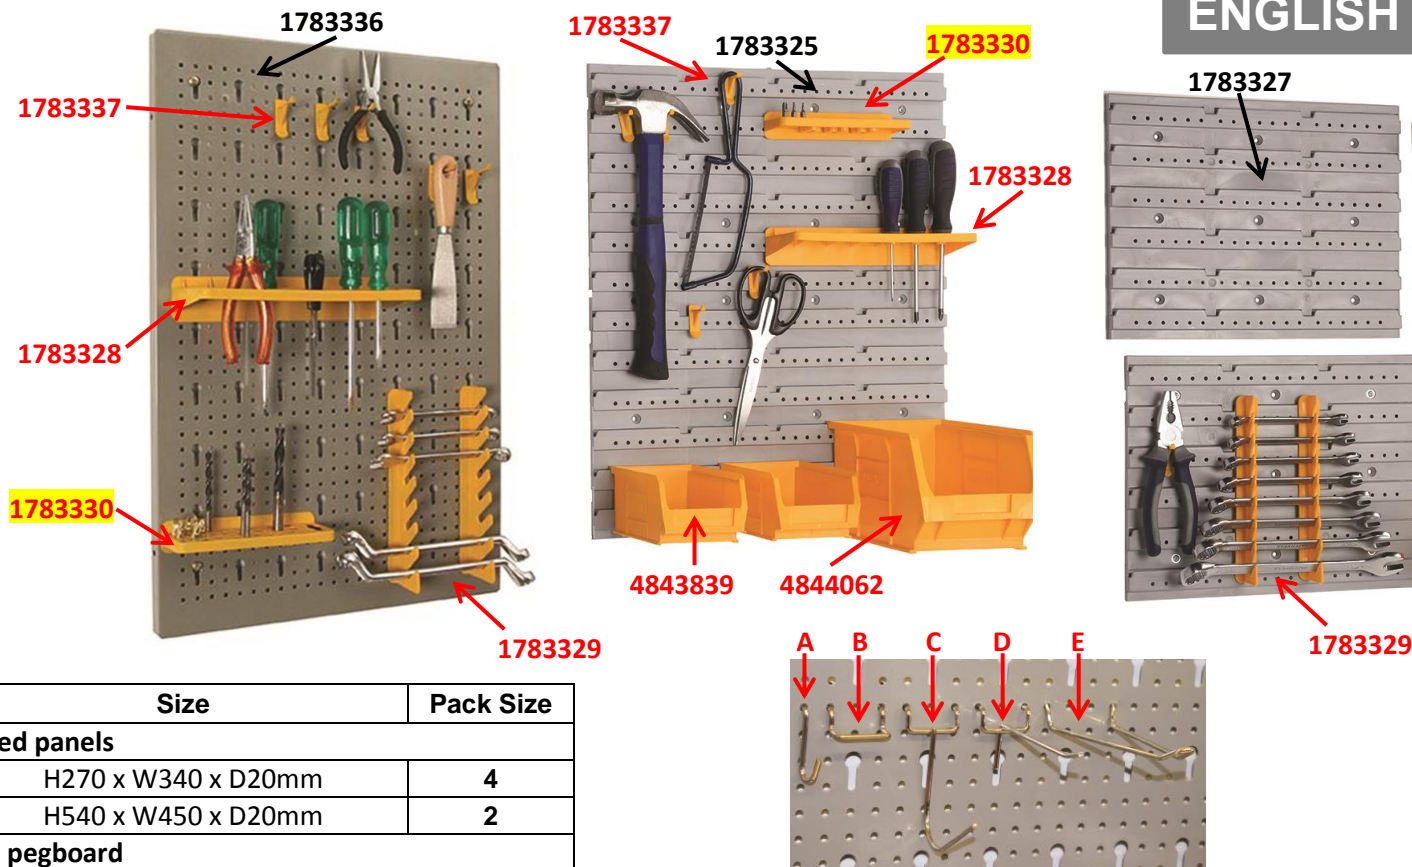 ENGLISH
1783336
1783337
1783328
1783330
1783329
1783337
1783325
1783330
1783328
4843839
4844062
1783327
1783329
A B C D E
Size Pack Size
ed panels
H270 x W340 x D20mm 4
H540 x W450 x D20mm 2
pegboard